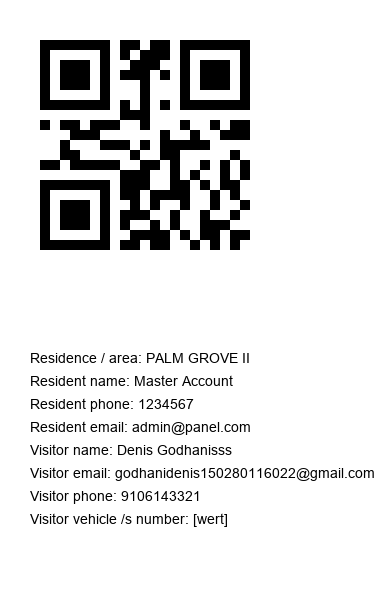 Residence / area: PALM GROVE II
Resident name: Master Account
Resident phone: 1234567
Resident email: admin@panel.com
Visitor name: Denis Godhanisss
Visitor email: godhanidenis150280116022@gmail.com
Visitor phone: 9106143321
Visitor vehicle /s number: [wert]